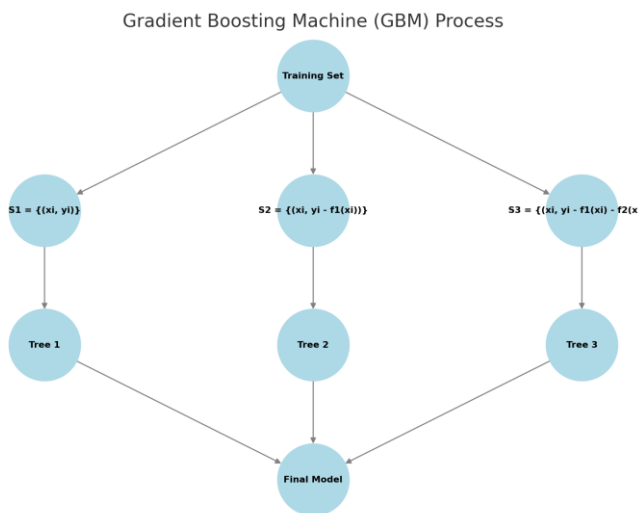 Gradient Boosting Machine (GBM) Process
Training Set
S1 = {(xi, yi)}
S2 = {(xi, yi - f1(xi))}
S3 = {(xi, yi - f1(xi) - f2(x
Tree 1
Tree 2
Tree 3
Final Model